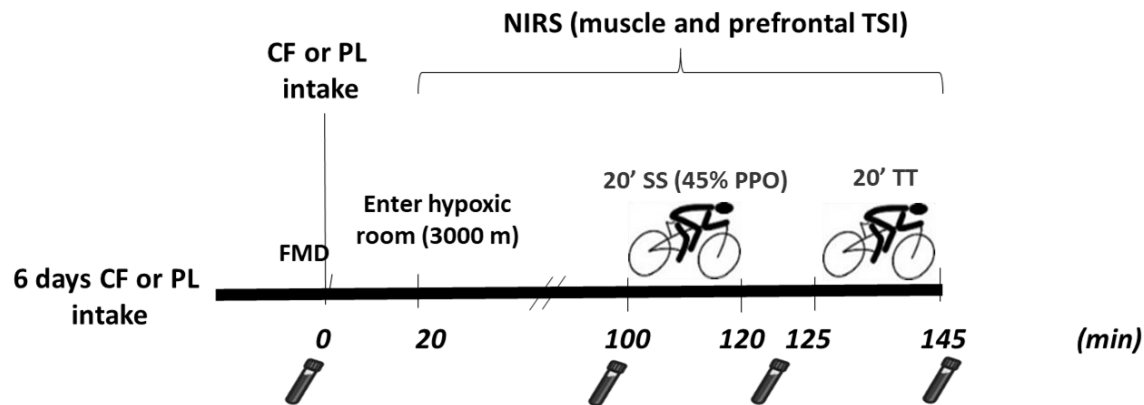 NIRS (muscle and prefrontal TSI)
CF or PL
intake
20’ SS (45% PPO)
20’ TT
Enter hypoxic
room (3000 m)
FMD
6 days CF or PL
intake
0
20
100
120
125
145
(min)